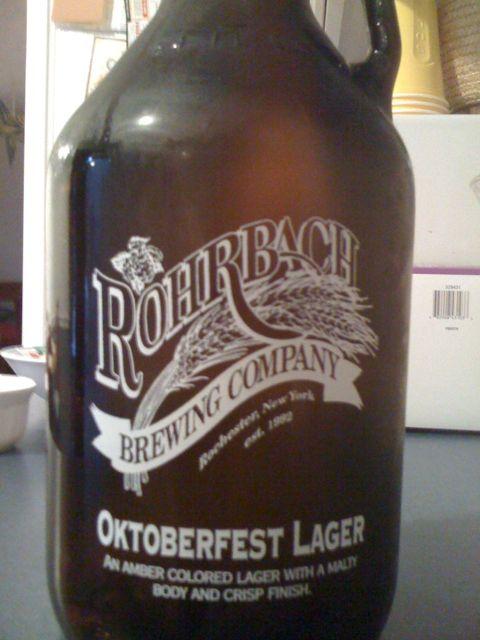 ROHRBACH
BREWING COMPANY
Rochester, New York
est. 1992
OKTOBERFEST LAGER
AN AMBER COLORED LAGER WITH A MALTY
BODY AND CRISP FINISH.